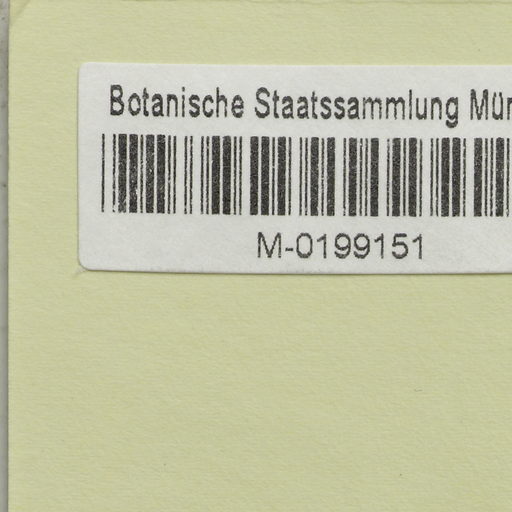 Botanische Staatssammlung Mün
M-0199151